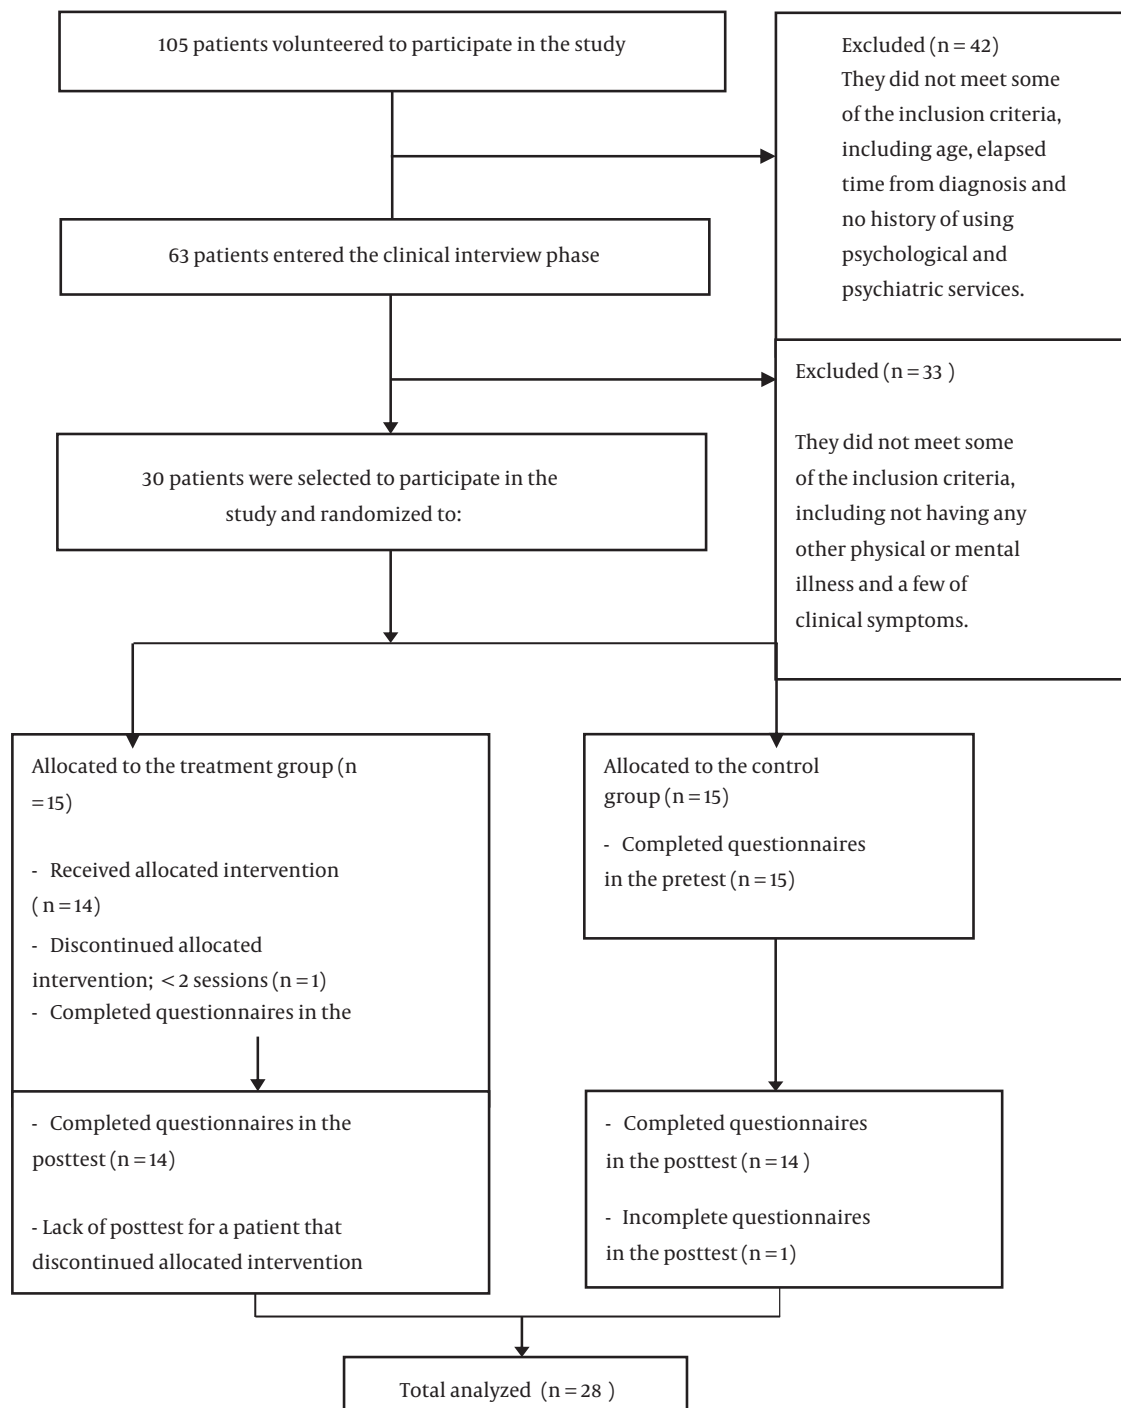 105 patients volunteered to participate in the study
Excluded (n = 42)
They did not meet some
of the inclusion criteria,
including age, elapsed
time from diagnosis and
no history of using
psychological and
psychiatric services.
63 patients entered the clinical interview phase
Excluded (n = 33 )
They did not meet some
of the inclusion criteria,
including not having any
other physical or mental
illness and a few of
clinical symptoms.
30 patients were selected to participate in the
study and randomized to:
Allocated to the treatment group (n
= 15)
- Received allocated intervention
( n = 14)
- Discontinued allocated
intervention; < 2 sessions (n = 1)
- Completed questionnaires in the
Allocated to the control
group (n = 15)
- Completed questionnaires
in the pretest (n = 15)
- Completed questionnaires in the
posttest (n = 14)
- Lack of posttest for a patient that
discontinued allocated intervention
- Completed questionnaires
in the posttest (n = 14 )
- Incomplete questionnaires
in the posttest (n = 1)
Total analyzed (n = 28 )